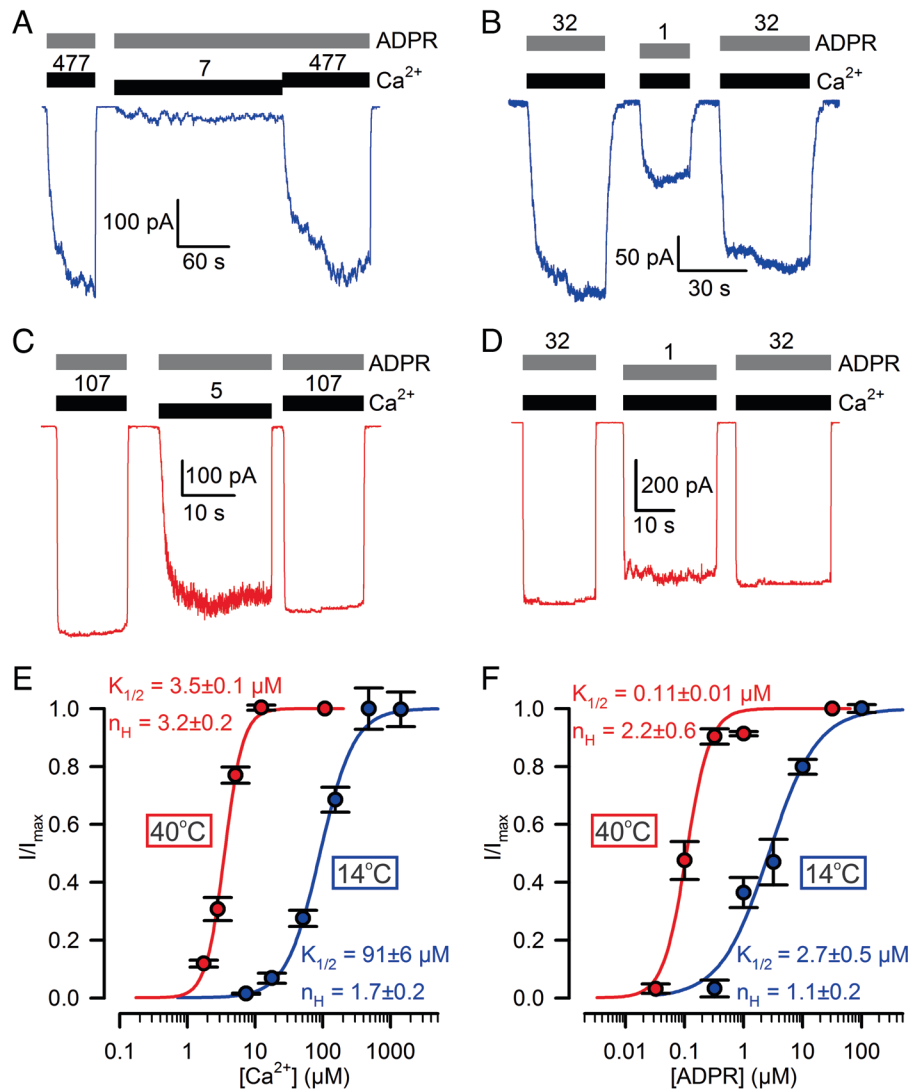 A
ADPR
477
7
477
Ca²⁺
100 pA
60 s
B
32
1
32
ADPR
Ca²⁺
50 pA
30 s
C
ADPR
107
5
107
Ca²⁺
100 pA
10 s
D
32
1
32
ADPR
Ca²⁺
200 pA
10 s
E
K1/2 = 3.5±0.1 µM
nH = 3.2±0.2
40°C
14°C
K1/2 = 91±6 µM
nH = 1.7±0.2
I/Imax
1.0
0.8
0.6
0.4
0.2
0.0
0.1 1 10 100 1000
[Ca²⁺] (µM)
F
K1/2 = 0.11±0.01 µM
nH = 2.2±0.6
40°C
14°C
K1/2 = 2.7±0.5 µM
nH = 1.1±0.2
I/Imax
1.0
0.8
0.6
0.4
0.2
0.0
0.01 0.1 1 10 100
[ADPR] (µM)